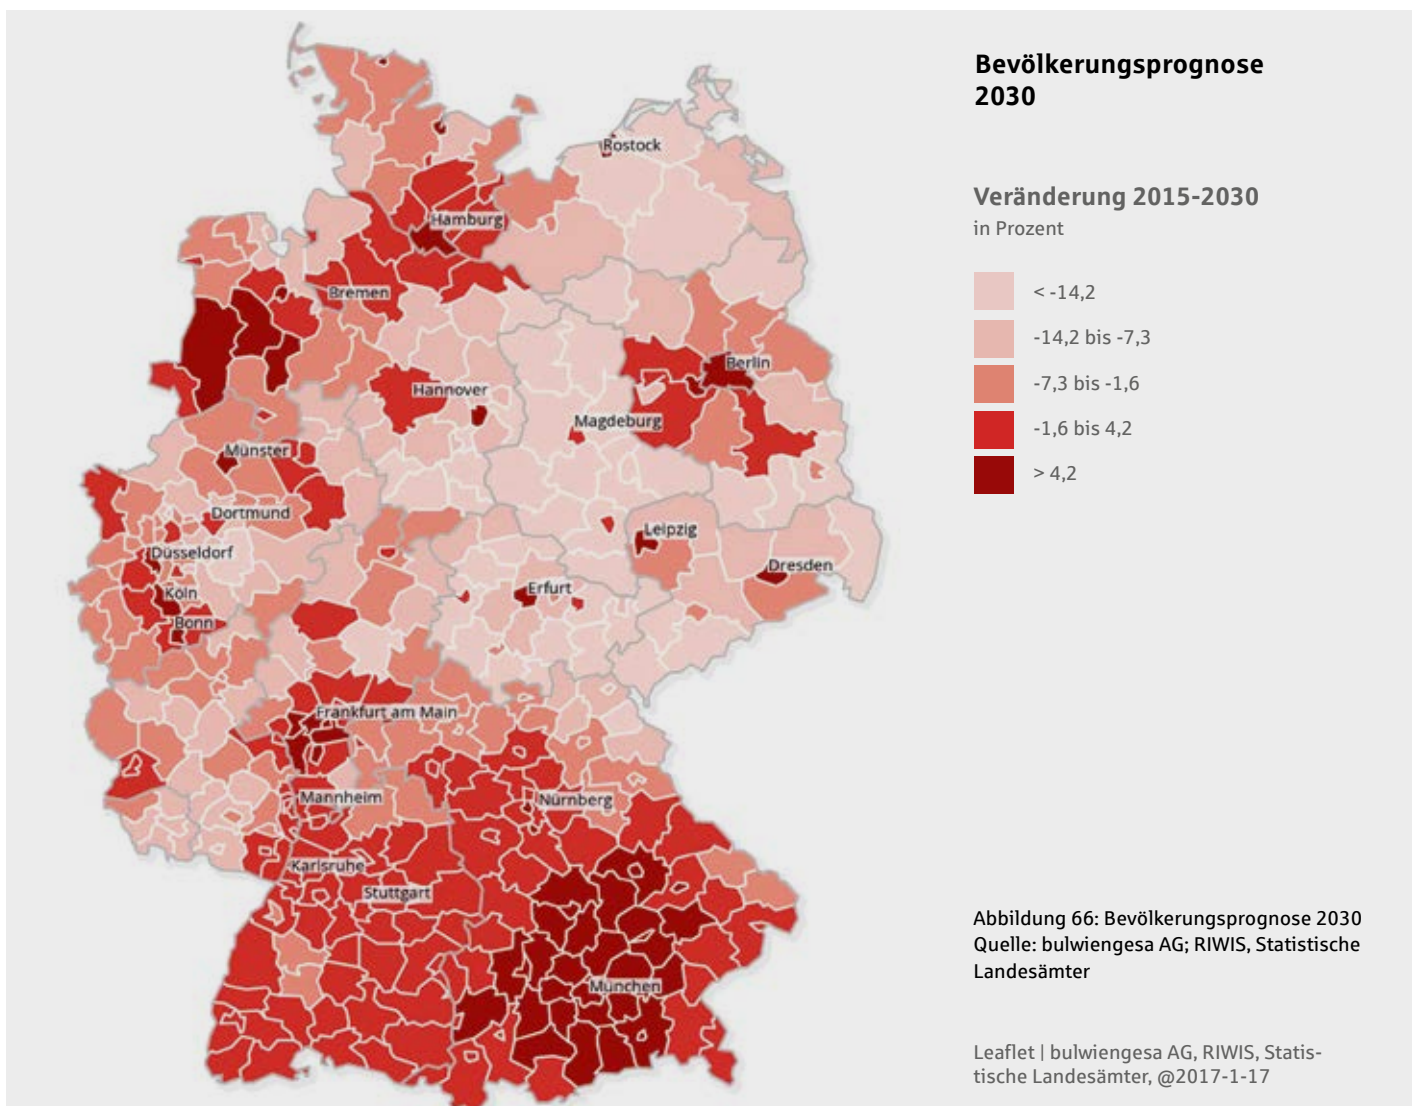 Bevölkerungsprognose
2030
Veränderung 2015-2030
in Prozent
< -14,2
-14,2 bis -7,3
-7,3 bis -1,6
-1,6 bis 4,2
> 4,2
Rostock
Hamburg
Bremen
Berlin
Hannover
Magdeburg
Münster
Dortmund
Leipzig
Düsseldorf
Dresden
Erfurt
Köln
Bonn
Frankfurt am Main
Mannheim
Nürnberg
Karlsruhe
Stuttgart
München
Abbildung 66: Bevölkerungsprognose 2030
Quelle: bulwiengesa AG; RIWIS, Statistische
Landesämter
Leaflet | bulwiengesa AG, RIWIS, Statis-
tische Landesämter, @2017-1-17